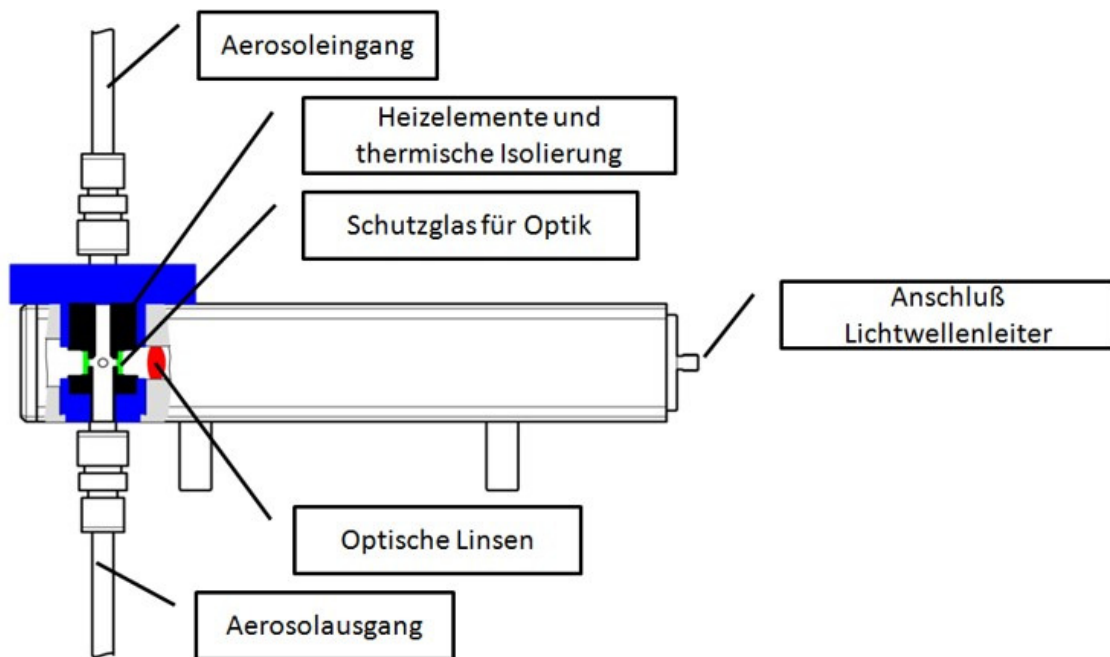 Aerosoleingang
Heizelemente und
thermische Isolierung
Schutzglas für Optik
Anschluß
Lichtwellenleiter
Optische Linsen
Aerosolausgang